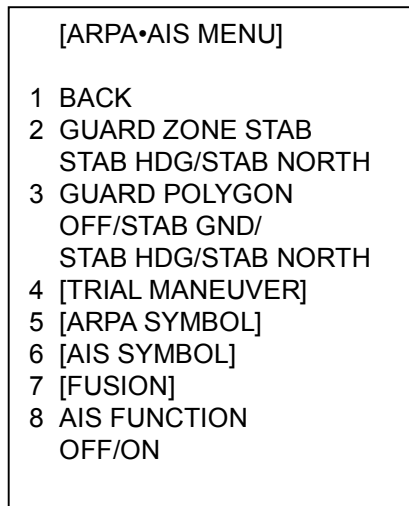 [ARPA•AIS MENU]
1 BACK
2 GUARD ZONE STAB
STAB HDG/STAB NORTH
3 GUARD POLYGON
OFF/STAB GND/
STAB HDG/STAB NORTH
4 [TRIAL MANEUVER]
5 [ARPA SYMBOL]
6 [AIS SYMBOL]
7 [FUSION]
8 AIS FUNCTION
OFF/ON